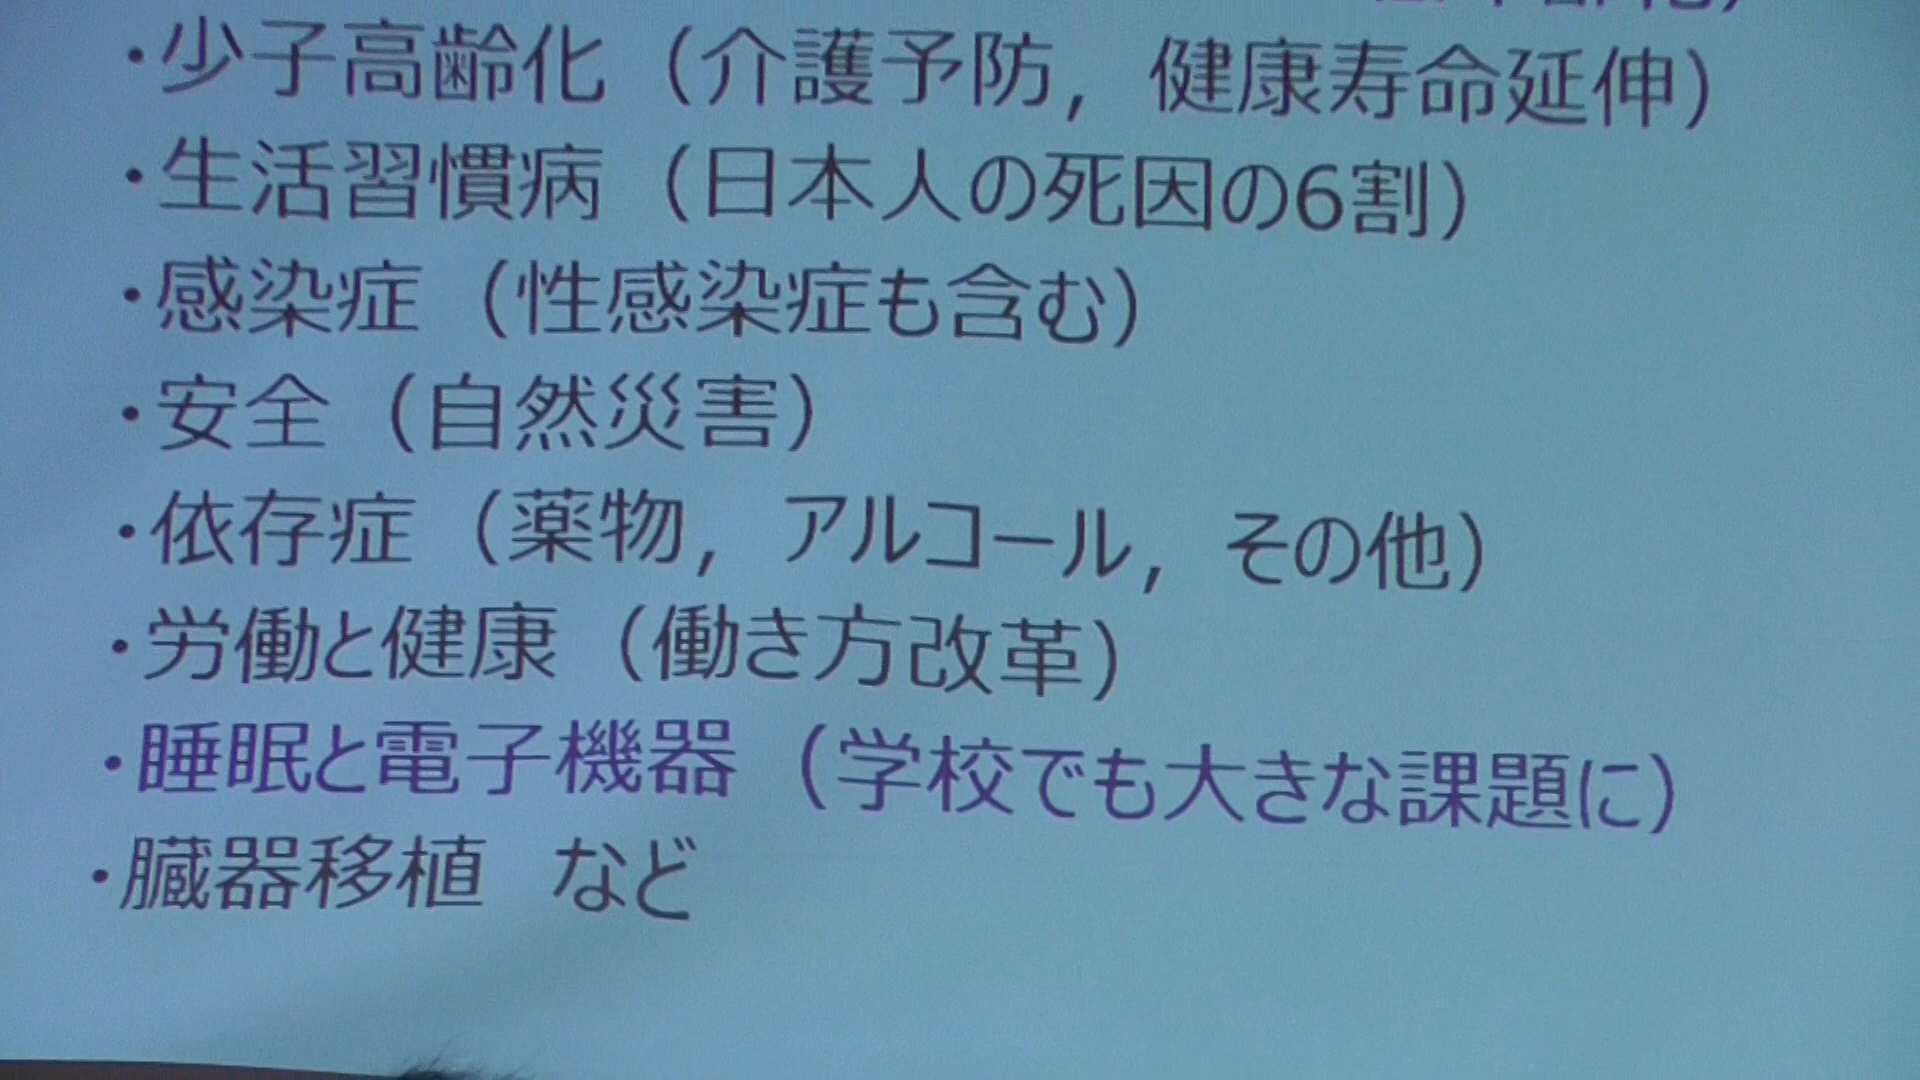 ・少子高齢化（介護予防，健康寿命延伸）
・生活習慣病（日本人の死因の6割）
・感染症（性感染症も含む）
・安全（自然災害）
・依存症（薬物，アルコール，その他）
・労働と健康（働き方改革）
・睡眠と電子機器（学校でも大きな課題に）
・臓器移植　など